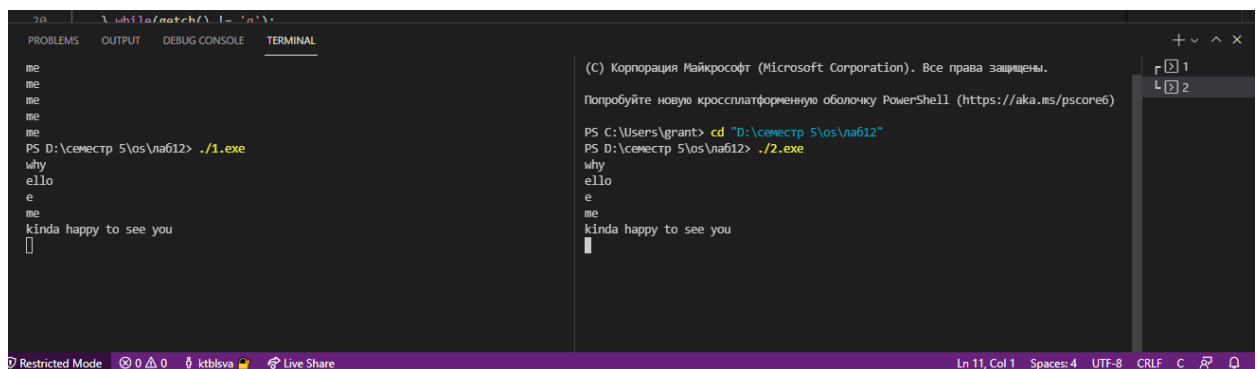 20 } while(getch() != 'q');
PROBLEMS OUTPUT DEBUG CONSOLE TERMINAL
me
me
me
me
me
PS D:\семестр 5\os\лаб12> ./1.exe
why
ello
e
me
kinda happy to see you
(C) Корпорация Майкрософт (Microsoft Corporation). Все права защищены.
Попробуйте новую кроссплатформенную оболочку PowerShell (https://aka.ms/pscore6)
PS C:\Users\grant> cd "D:\семестр 5\os\лаб12"
PS D:\семестр 5\os\лаб12> ./2.exe
why
ello
e
me
kinda happy to see you
1
2
Restricted Mode 0 0 ktblsva Live Share Ln 11, Col 1 Spaces: 4 UTF-8 CRLF C